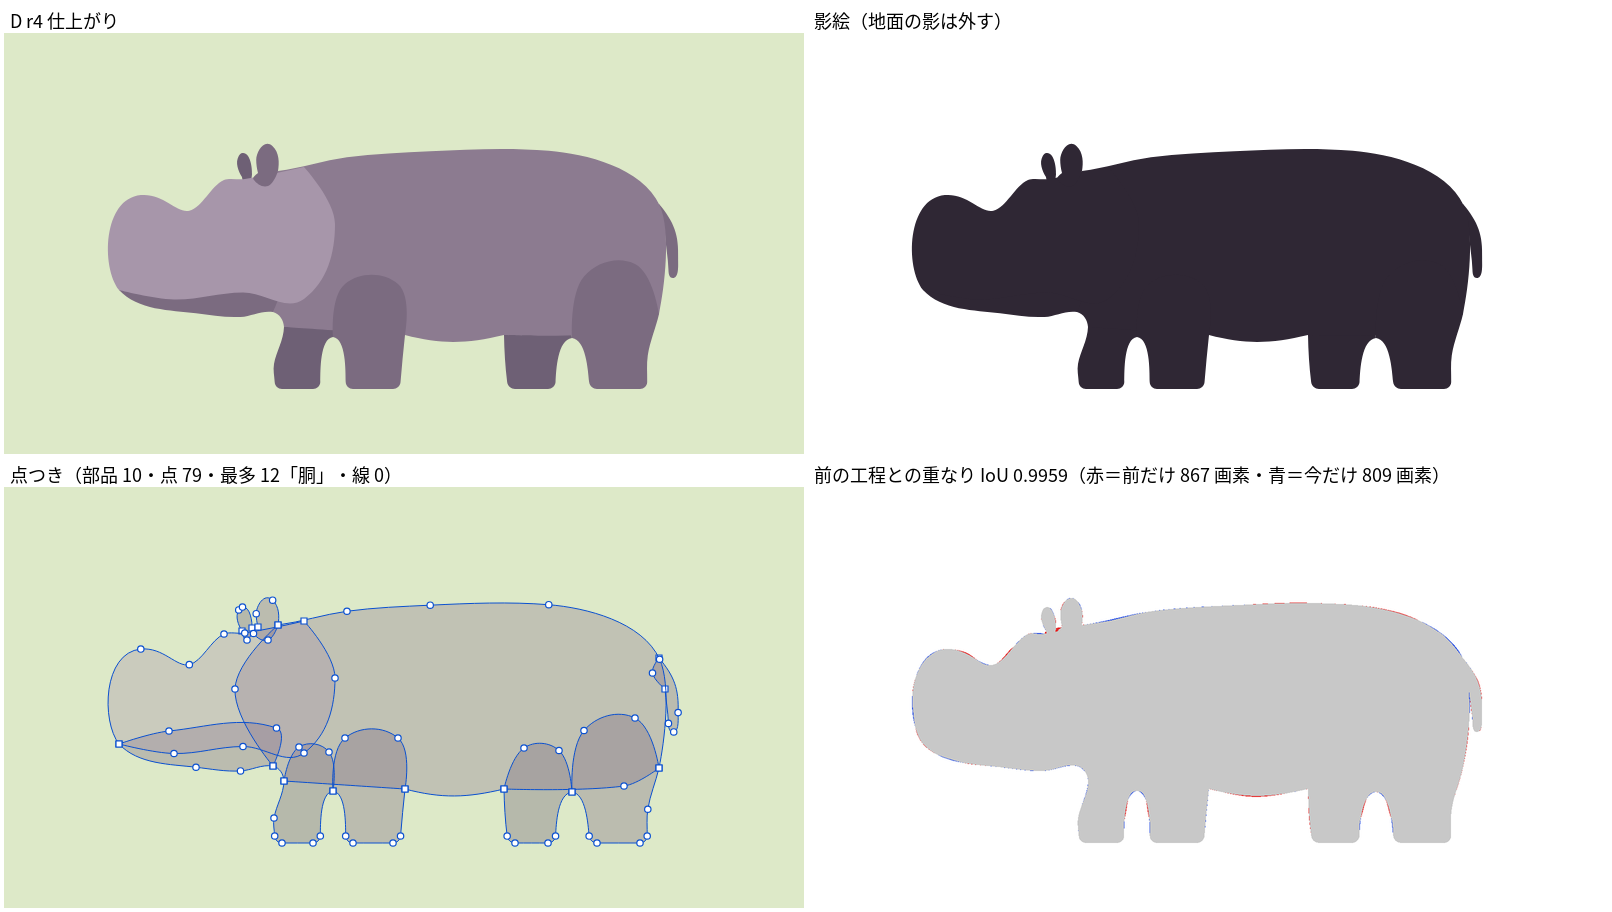 D r4 仕上がり
影絵（地面の影は外す）
点つき（部品 10・点 79・最多 12「胴」・線 0）
前の工程との重なり IoU 0.9959（赤＝前だけ 867 画素・青＝今だけ 809 画素）